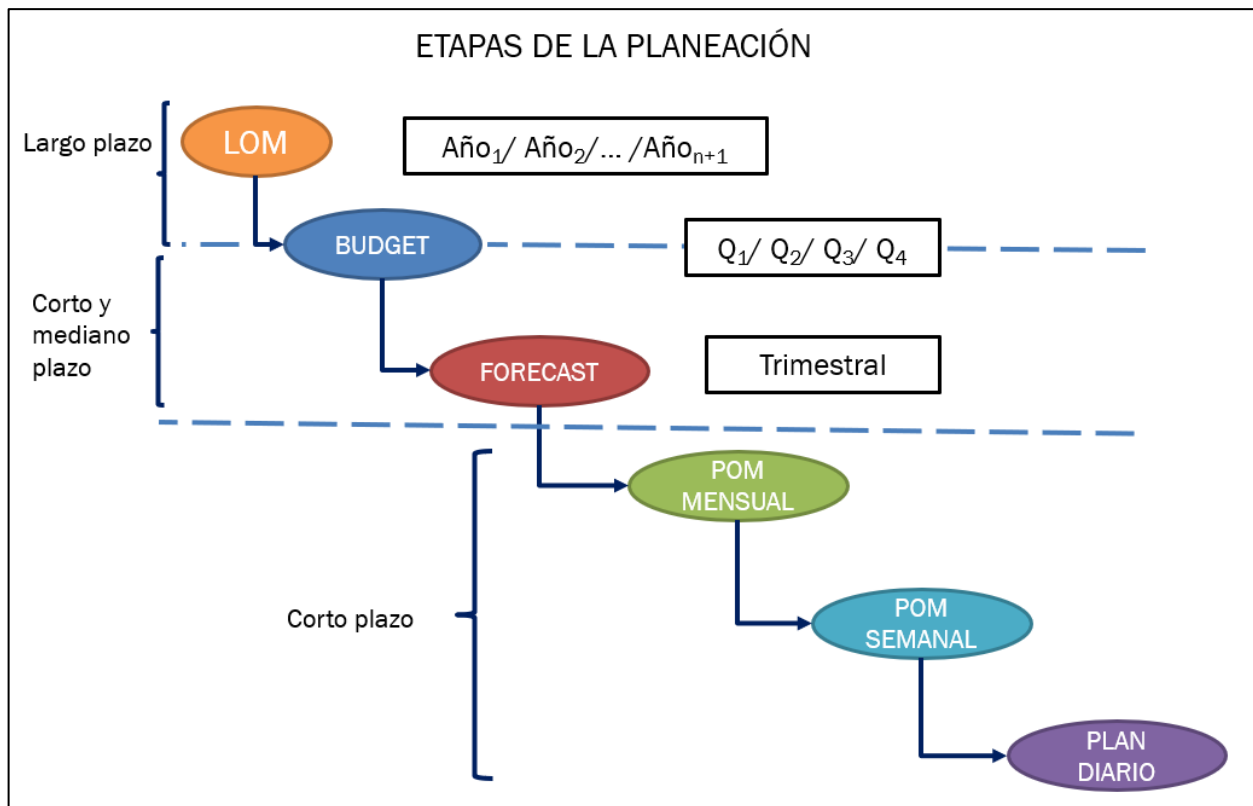 ETAPAS DE LA PLANEACIÓN
Largo plazo
LOM
Año₁/ Año₂/... /Añoₙ₊₁
BUDGET
Q₁/ Q₂/ Q₃/ Q₄
Corto y
mediano
plazo
FORECAST
Trimestral
POM
MENSUAL
Corto plazo
POM
SEMANAL
PLAN
DIARIO